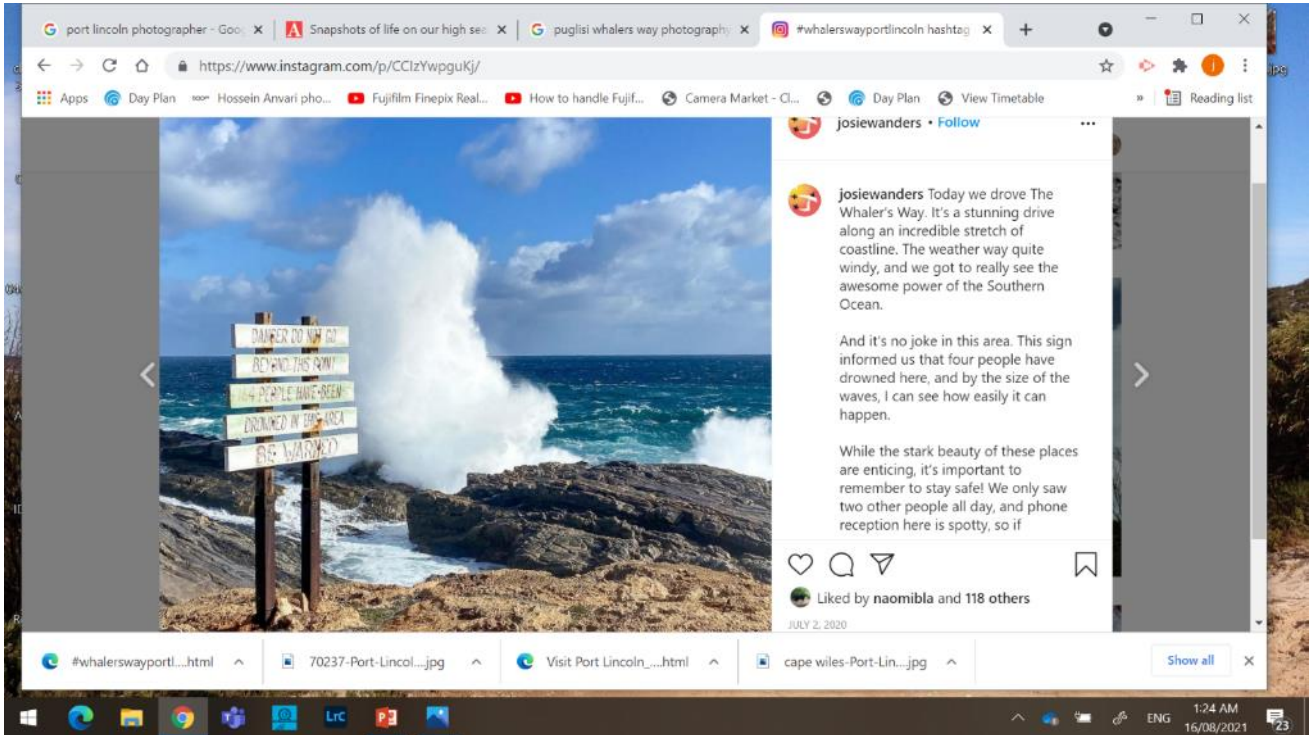 port lincoln photographer - Goo
Snapshots of life on our high sea
puglisi whalers way photography
#whalerswayportlincoln hashtag
https://www.instagram.com/p/CClzYwpguKj/
Apps Day Plan Hossein Anvari pho... Fujifilm Finepix Real... How to handle Fujif... Camera Market - Cl... Day Plan View Timetable » Reading list
josiewanders • Follow
josiewanders Today we drove The
Whaler's Way. It's a stunning drive
along an incredible stretch of
coastline. The weather way quite
windy, and we got to really see the
awesome power of the Southern
Ocean.
And it's no joke in this area. This sign
informed us that four people have
drowned here, and by the size of the
waves, I can see how easily it can
happen.
While the stark beauty of these places
are enticing, it's important to
remember to stay safe! We only saw
two other people all day, and phone
reception here is spotty, so if
DANGER DO NOT GO
BEYOND THIS POINT
PEOPLE HAVE BEEN
DROWNED IN THIS AREA
BE WARNED
Liked by naomibla and 118 others
JULY 2, 2020
#whalerswayportl....html
70237-Port-Lincol....jpg
Visit Port Lincoln_....html
cape wiles-Port-Lin....jpg
Show all
LrC
ENG
1:24 AM
16/08/2021
23